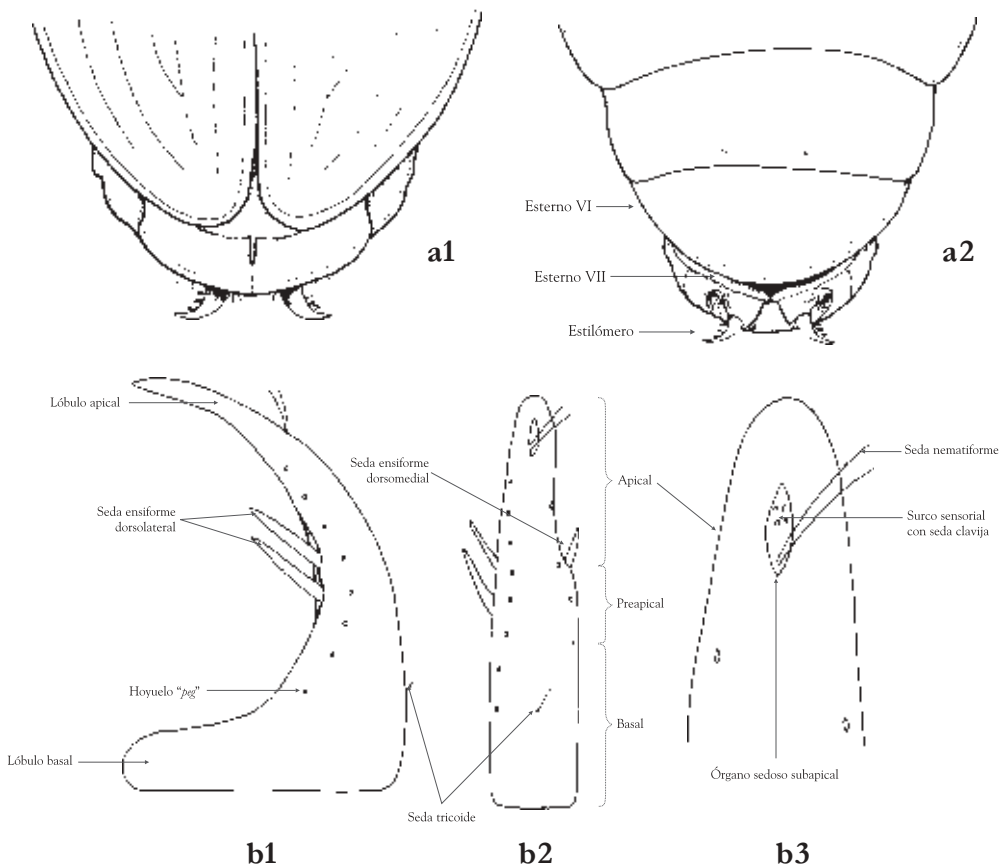 a1
Esterno VI
Esterno VII
Estilómero
a2
Lóbulo apical
Seda ensiforme
dorsolateral
Hoyuelo “peg”
Lóbulo basal
Seda ensiforme
dorsomedial
Seda tricoide
Apical
Preapical
Basal
Seda nematiforme
Surco sensorial
con seda clavija
Órgano sedoso subapical
b1
b2
b3